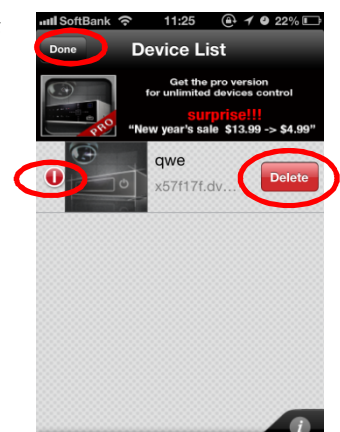 SoftBank 11:25 22%
Done Device List
Get the pro version
for unlimited devices control
surprise!!!
PRO
"New year's sale $13.99 -> $4.99"
qwe
x57f17f.dv... Delete
i